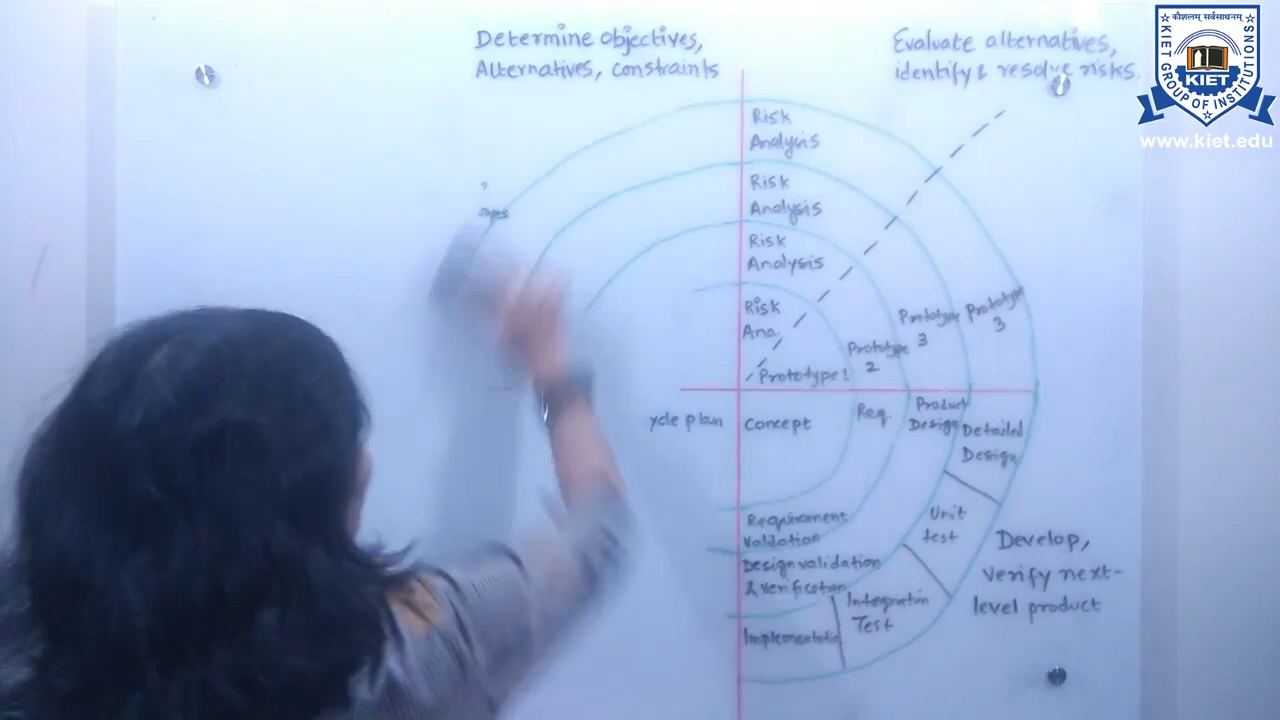 Determine objectives,
Alternatives, constraints
Evaluate alternatives,
identify & resolve risks.
कौशलम् सर्वसाधनम्
KIET GROUP OF INSTITUTIONS
KIET
www.kiet.edu
Risk
Analysis
Risk
Analysis
Risk
Analysis
Risk
Ana.
Prototype 1
Prototype
2
Prototype
3
Prototype
3
ycle plan
Concept
Req.
Product
Design
Detailed
Design
Unit
test
Requirement
Validation
Design validation
& verification
Integration
Test
Implementatio
Develop,
verify next-
level product